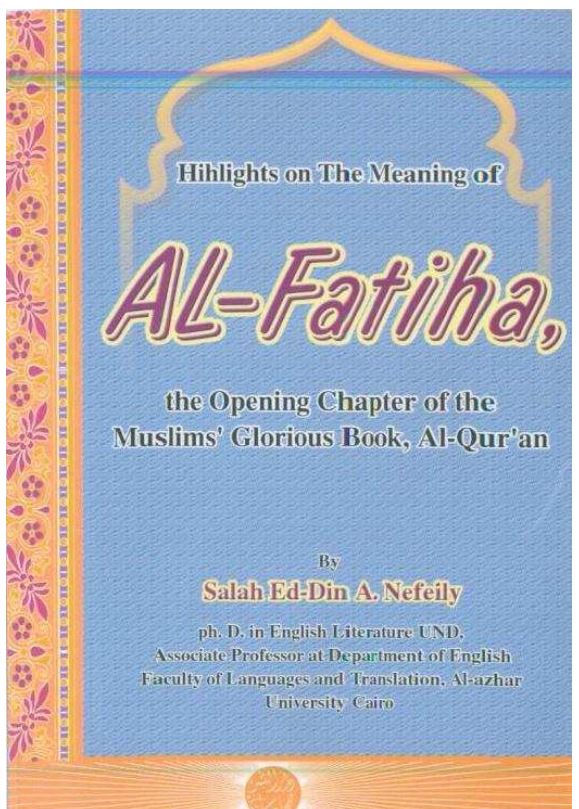 Hihlights on The Meaning of
AL-Fatiha,
the Opening Chapter of the
Muslims' Glorious Book, Al-Qur'an
By
Salah Ed-Din A. Nefeily
ph. D. in English Literature UND,
Associate Professor at Department of English
Faculty of Languages and Translation, Al-azhar
University Cairo